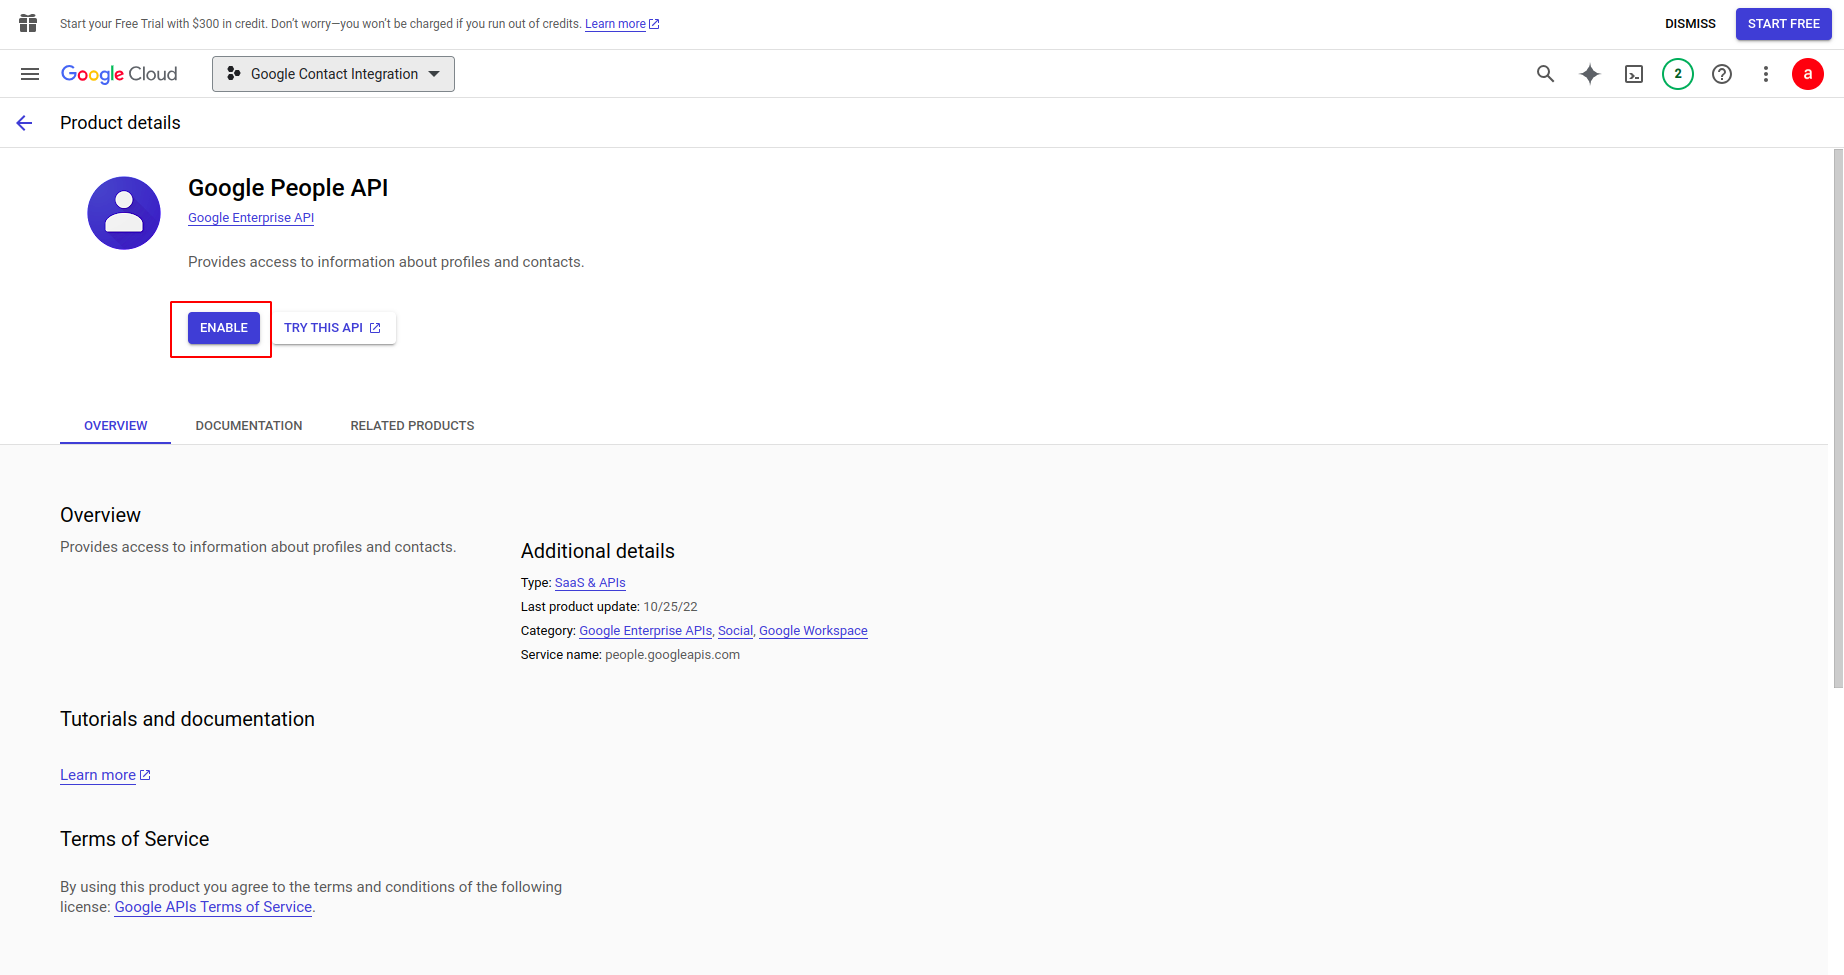 Start your Free Trial with $300 in credit. Don't worry—you won't be charged if you run out of credits. Learn more
DISMISS
START FREE
Google Cloud
Google Contact Integration
2
a
Product details
Google People API
Google Enterprise API
Provides access to information about profiles and contacts.
ENABLE
TRY THIS API
OVERVIEW
DOCUMENTATION
RELATED PRODUCTS
Overview
Provides access to information about profiles and contacts.
Additional details
Type: SaaS & APIs
Last product update: 10/25/22
Category: Google Enterprise APIs, Social, Google Workspace
Service name: people.googleapis.com
Tutorials and documentation
Learn more
Terms of Service
By using this product you agree to the terms and conditions of the following
license: Google APIs Terms of Service.